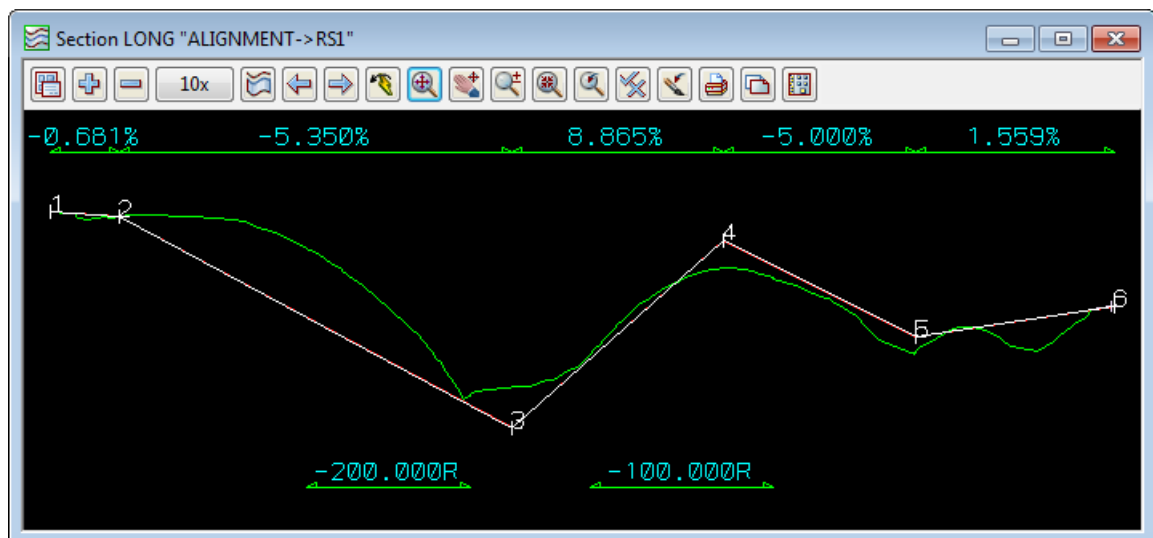 Section LONG "ALIGNMENT->RS1"
10x
-0.681% -5.350% 8.865% -5.000% 1.559%
1 2 3 4 5 6
-200.000R -100.000R